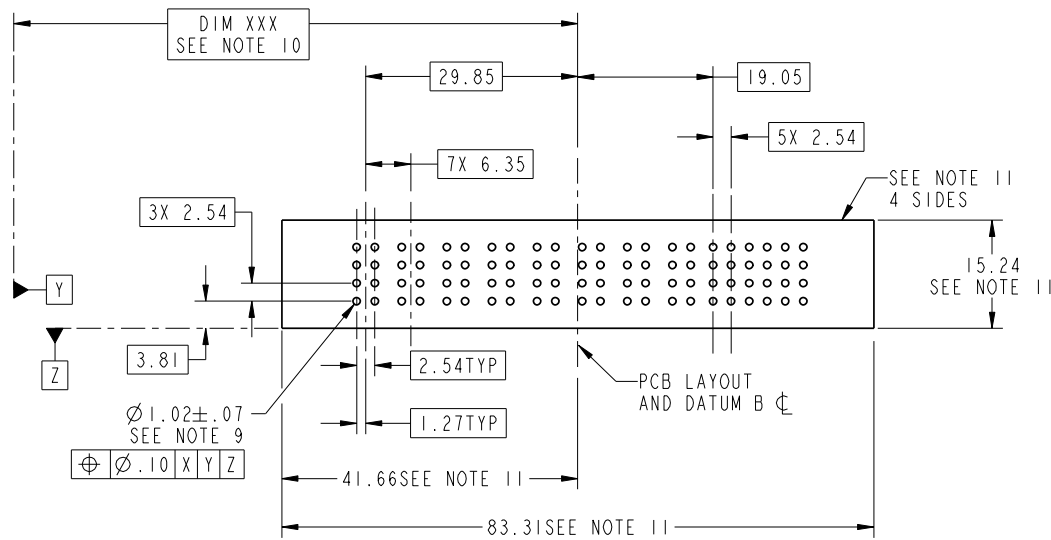 DIM XXX
SEE NOTE 10
29.85
19.05
5X 2.54
7X 6.35
SEE NOTE 11
4 SIDES
3X 2.54
15.24
SEE NOTE 11
Y
Z
3.81
2.54TYP
PCB LAYOUT
AND DATUM B ℄
Ø1.02±.07
SEE NOTE 9
1.27TYP
⌖ Ø.10 X Y Z
41.66SEE NOTE 11
83.31SEE NOTE 11